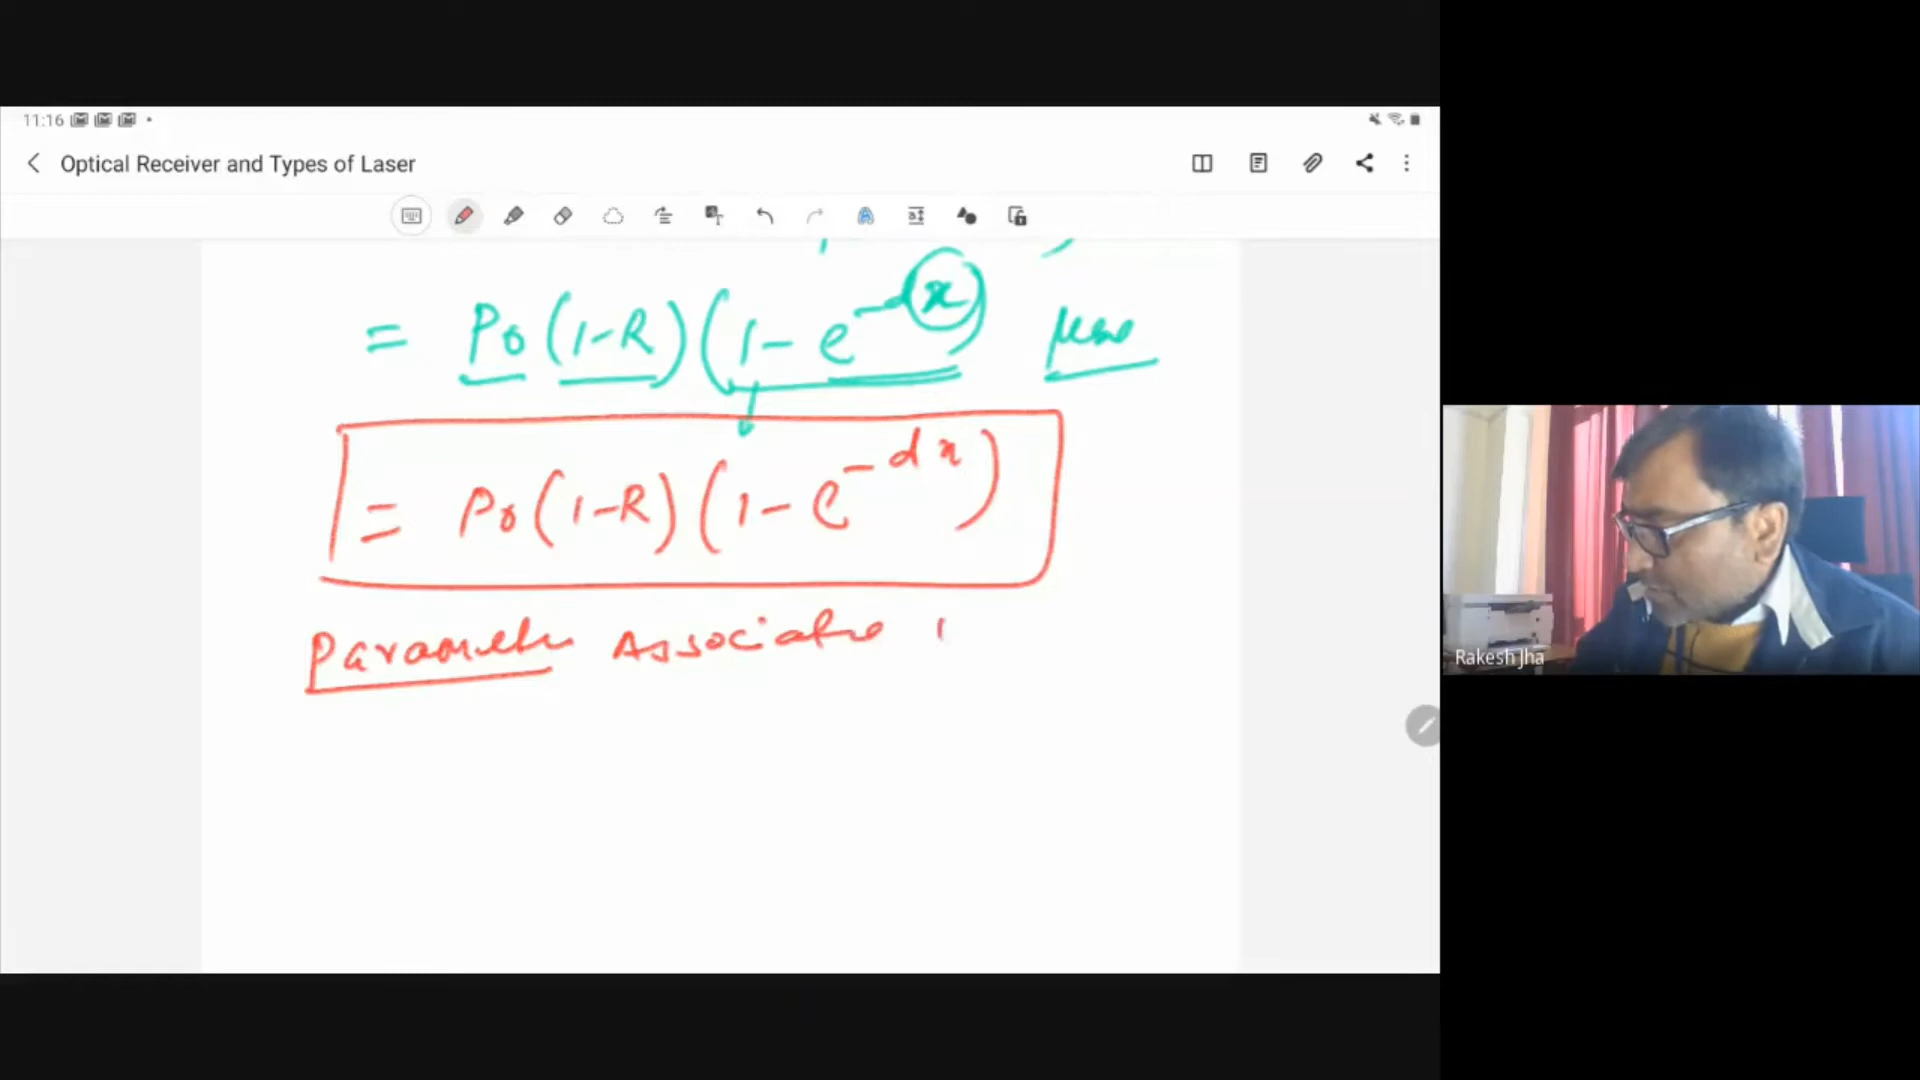 11:16
Optical Receiver and Types of Laser
= Po(1-R)(1-e^-αx)
= Po(1-R)(1-e^-αx)
Parameter Associate
Rakesh Jha